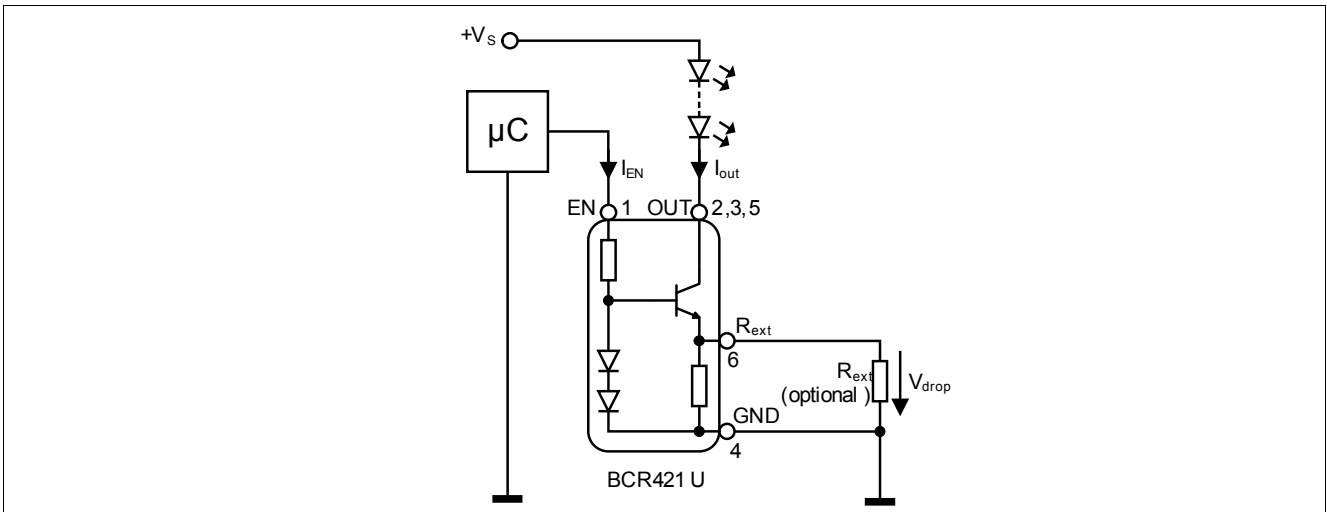 +VS
µC
IEN
Iout
EN 1 OUT 2,3,5
Rext
6
Rext
(optional )
Vdrop
GND
4
BCR421 U